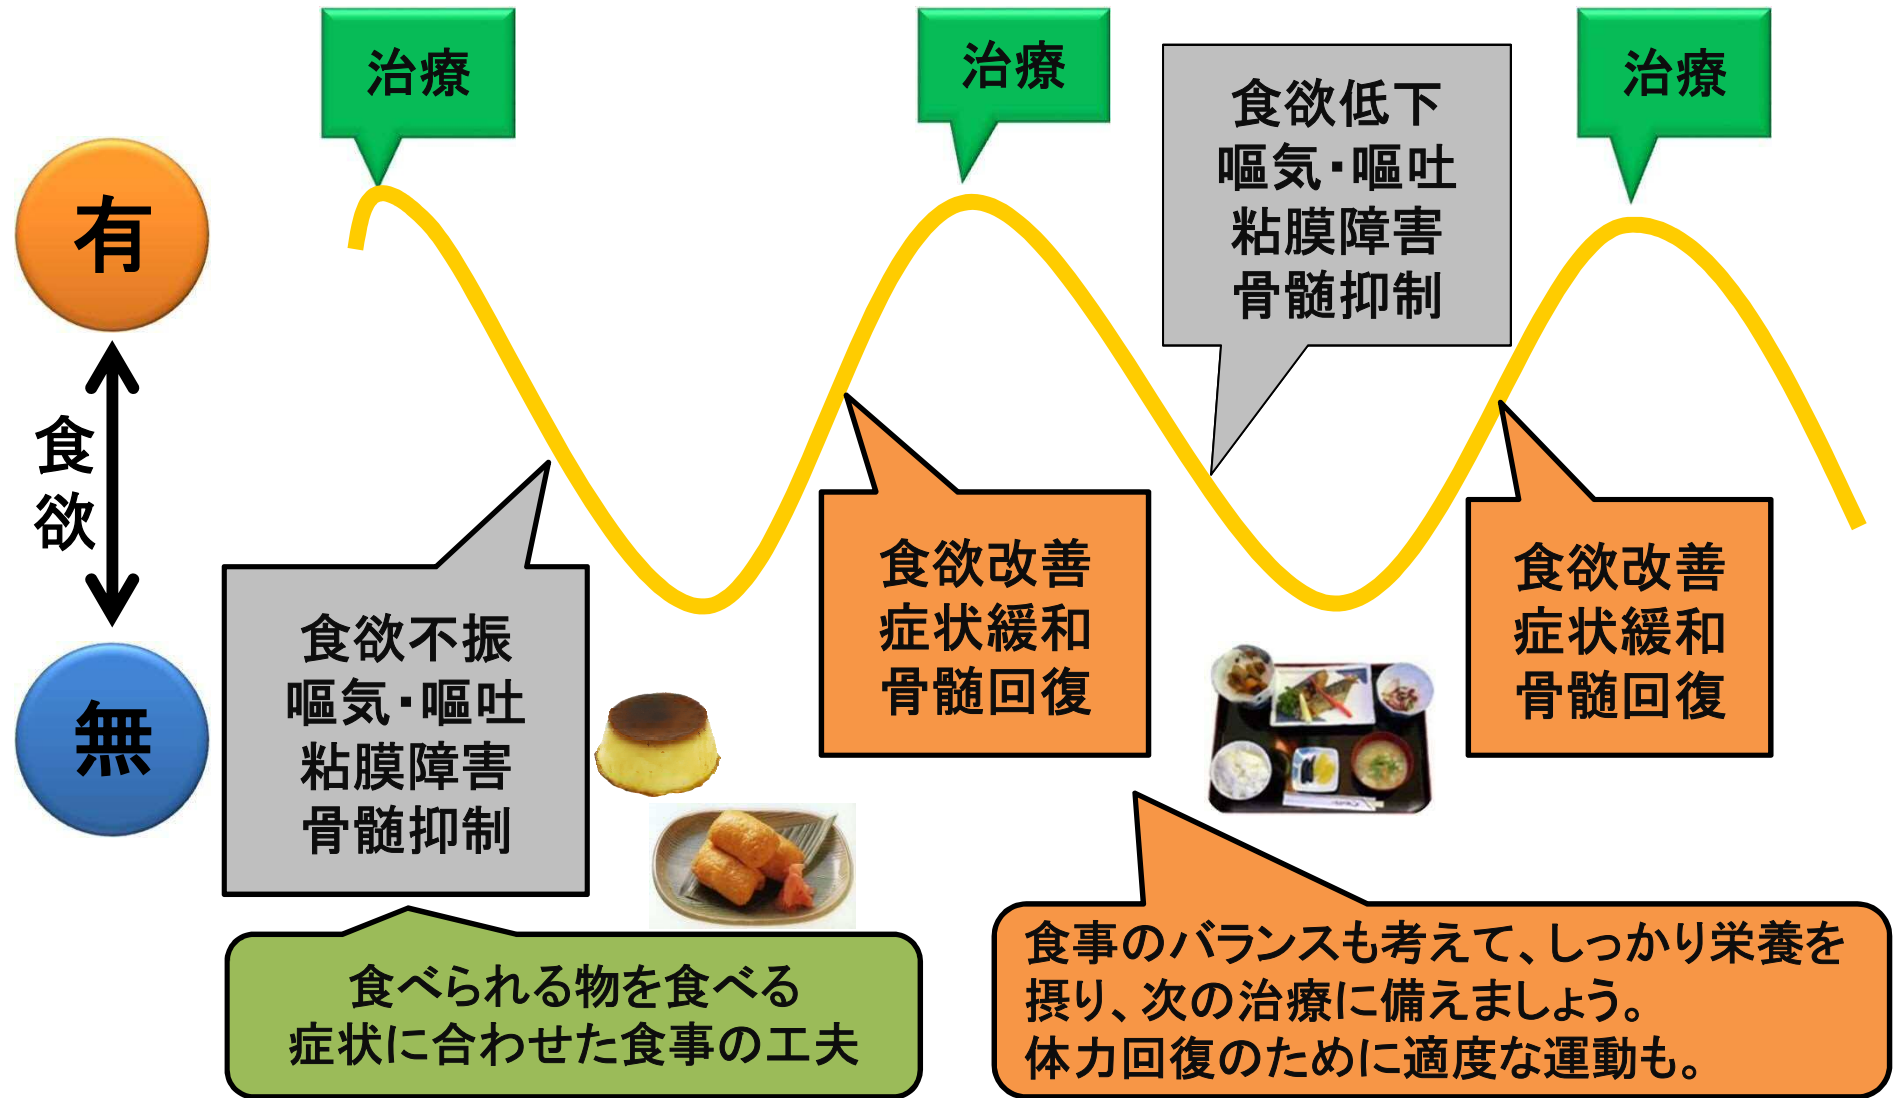 治療
治療
治療
有
食欲
無
食欲不振
嘔気・嘔吐
粘膜障害
骨髄抑制
食欲改善
症状緩和
骨髄回復
食欲低下
嘔気・嘔吐
粘膜障害
骨髄抑制
食欲改善
症状緩和
骨髄回復
食べられる物を食べる
症状に合わせた食事の工夫
食事のバランスも考えて、しっかり栄養を
摂り、次の治療に備えましょう。
体力回復のために適度な運動も。